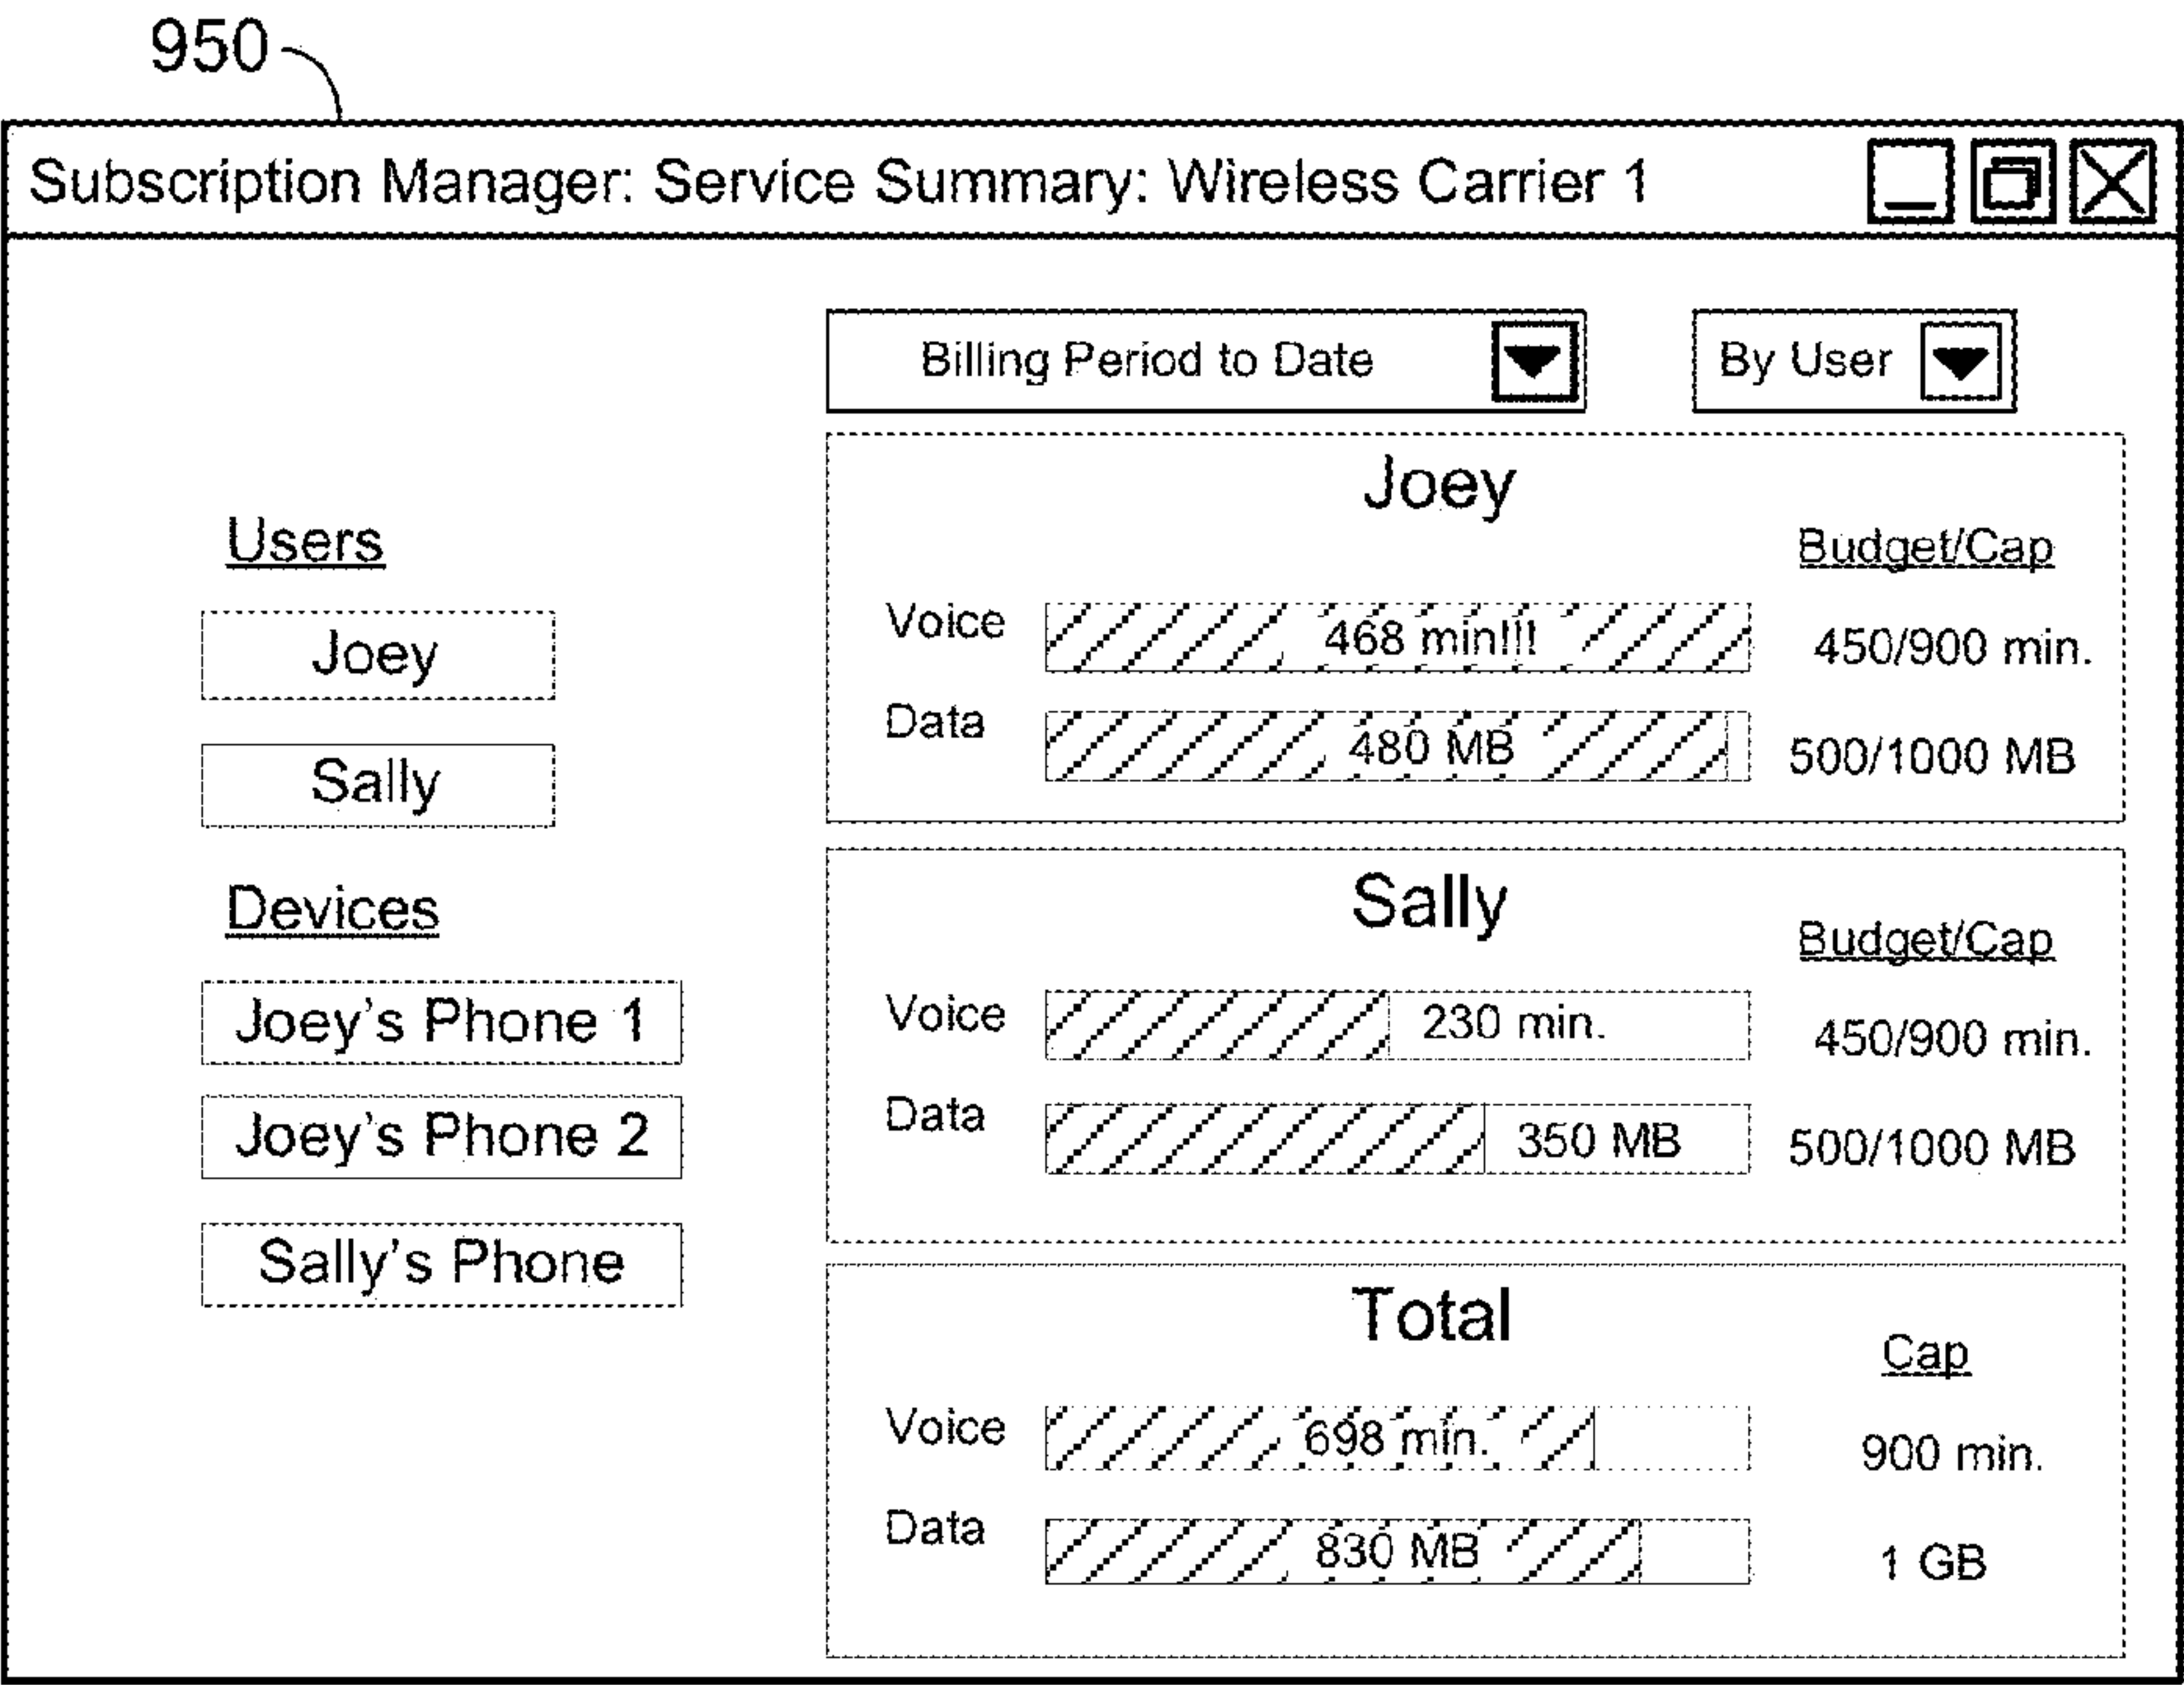 950
Subscription Manager: Service Summary: Wireless Carrier 1
Billing Period to Date
By User
Users
Joey
Sally
Devices
Joey's Phone 1
Joey's Phone 2
Sally's Phone
Joey
Budget/Cap
Voice 468 min!!! 450/900 min.
Data 480 MB 500/1000 MB
Sally
Budget/Cap
Voice 230 min. 450/900 min.
Data 350 MB 500/1000 MB
Total
Cap
Voice 698 min. 900 min.
Data 830 MB 1 GB